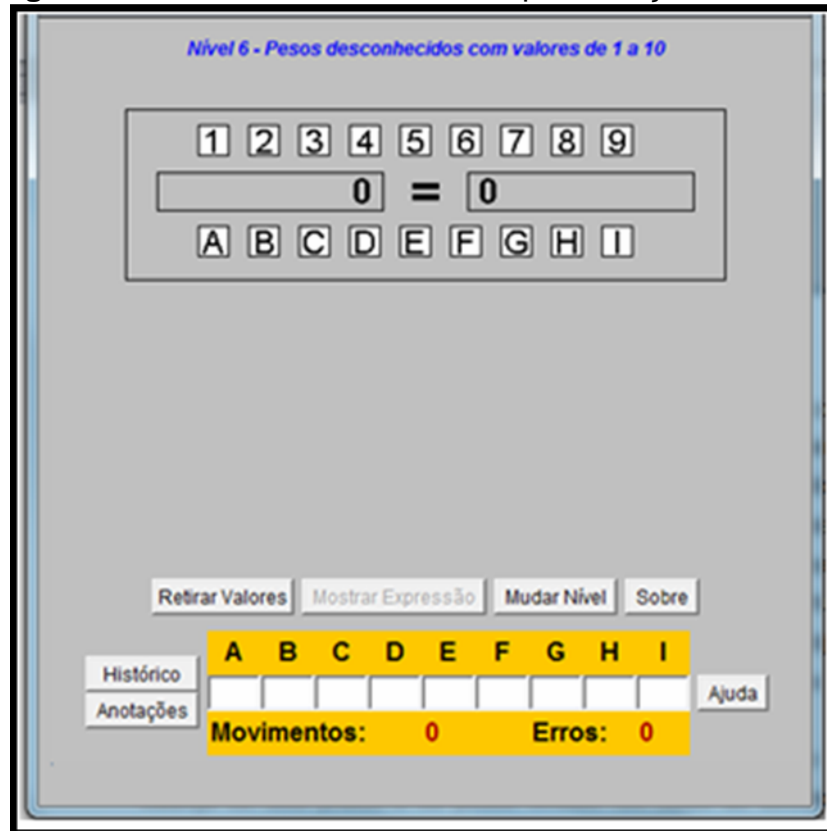 Nível 6 - Pesos desconhecidos com valores de 1 a 10
1 2 3 4 5 6 7 8 9
0 = 0
A B C D E F G H I
Retirar Valores Mostrar Expressão Mudar Nível Sobre
A B C D E F G H I
Histórico
Ajuda
Anotações
Movimentos: 0 Erros: 0